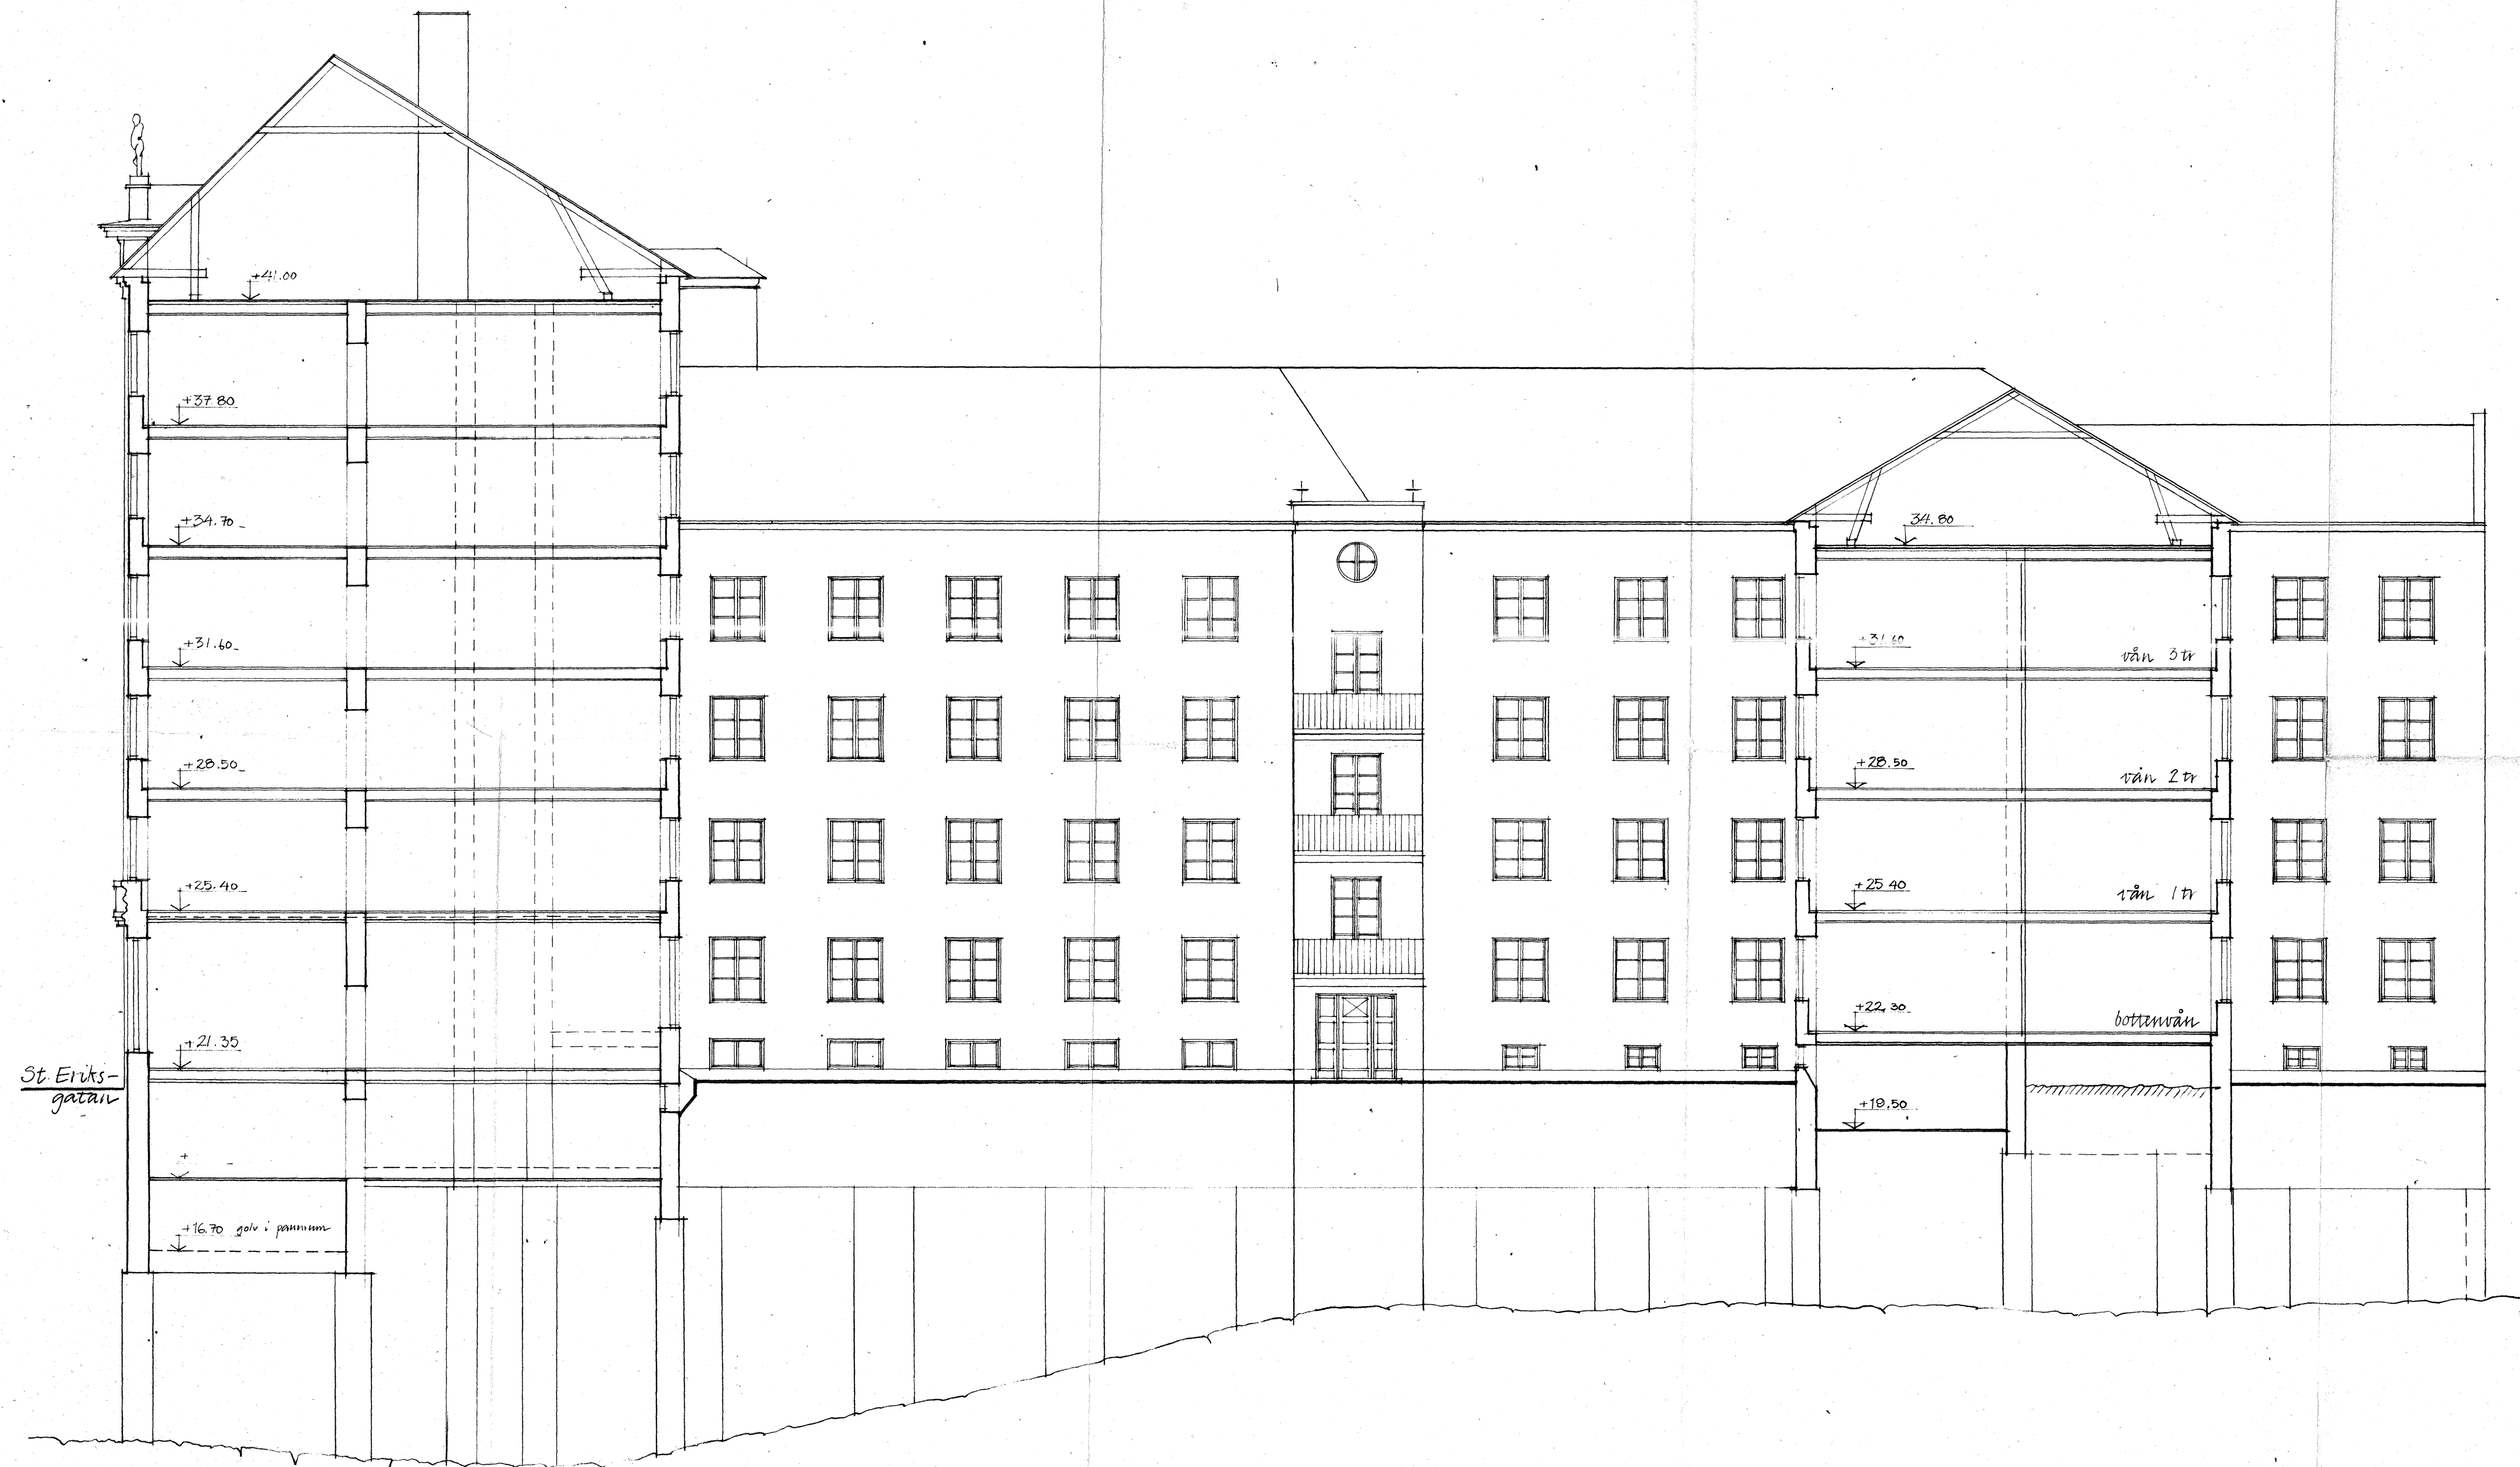 +41.00
+37.80
+34.70
+31.60
+28.50
+25.40
+21.35
St. Eriks-
gatan
+
+16.70 golv i pannrum
34.80
+31.60
vån 3 tr
+28.50
vån 2 tr
+25.40
vån 1 tr
+22.30
bottenvån
+19.50